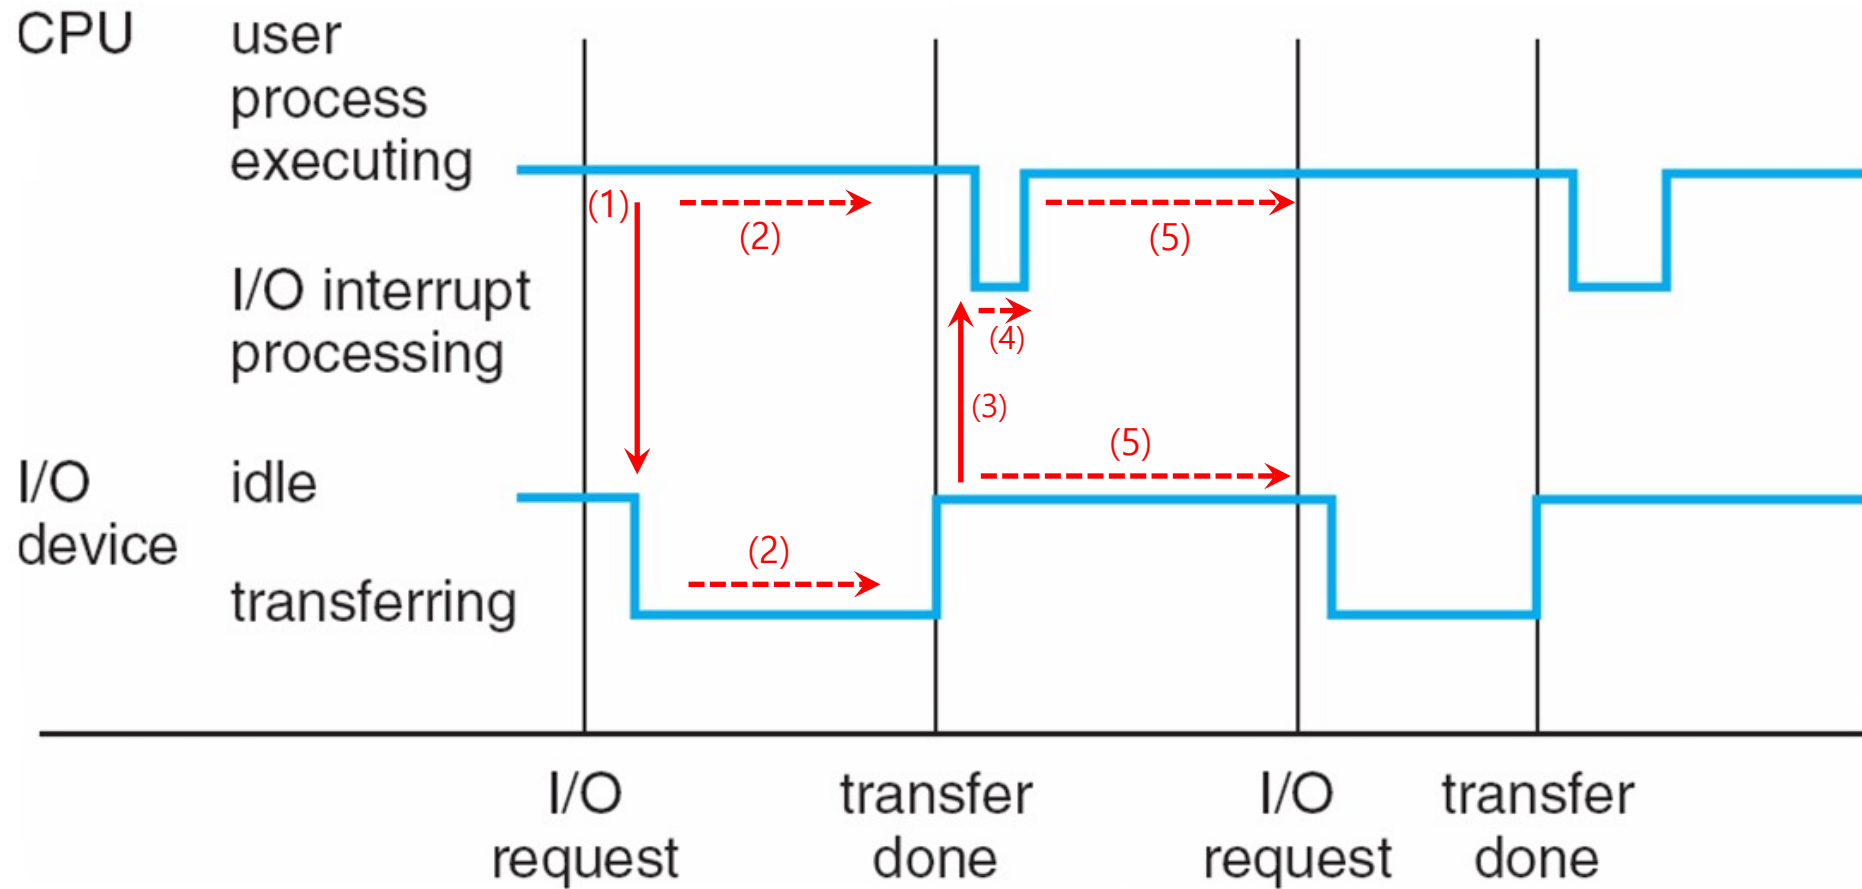 CPU
user
process
executing
(1)
(2)
(5)
I/O interrupt
processing
(4)
(3)
(5)
I/O
device
idle
(2)
transferring
I/O
request
transfer
done
I/O
request
transfer
done